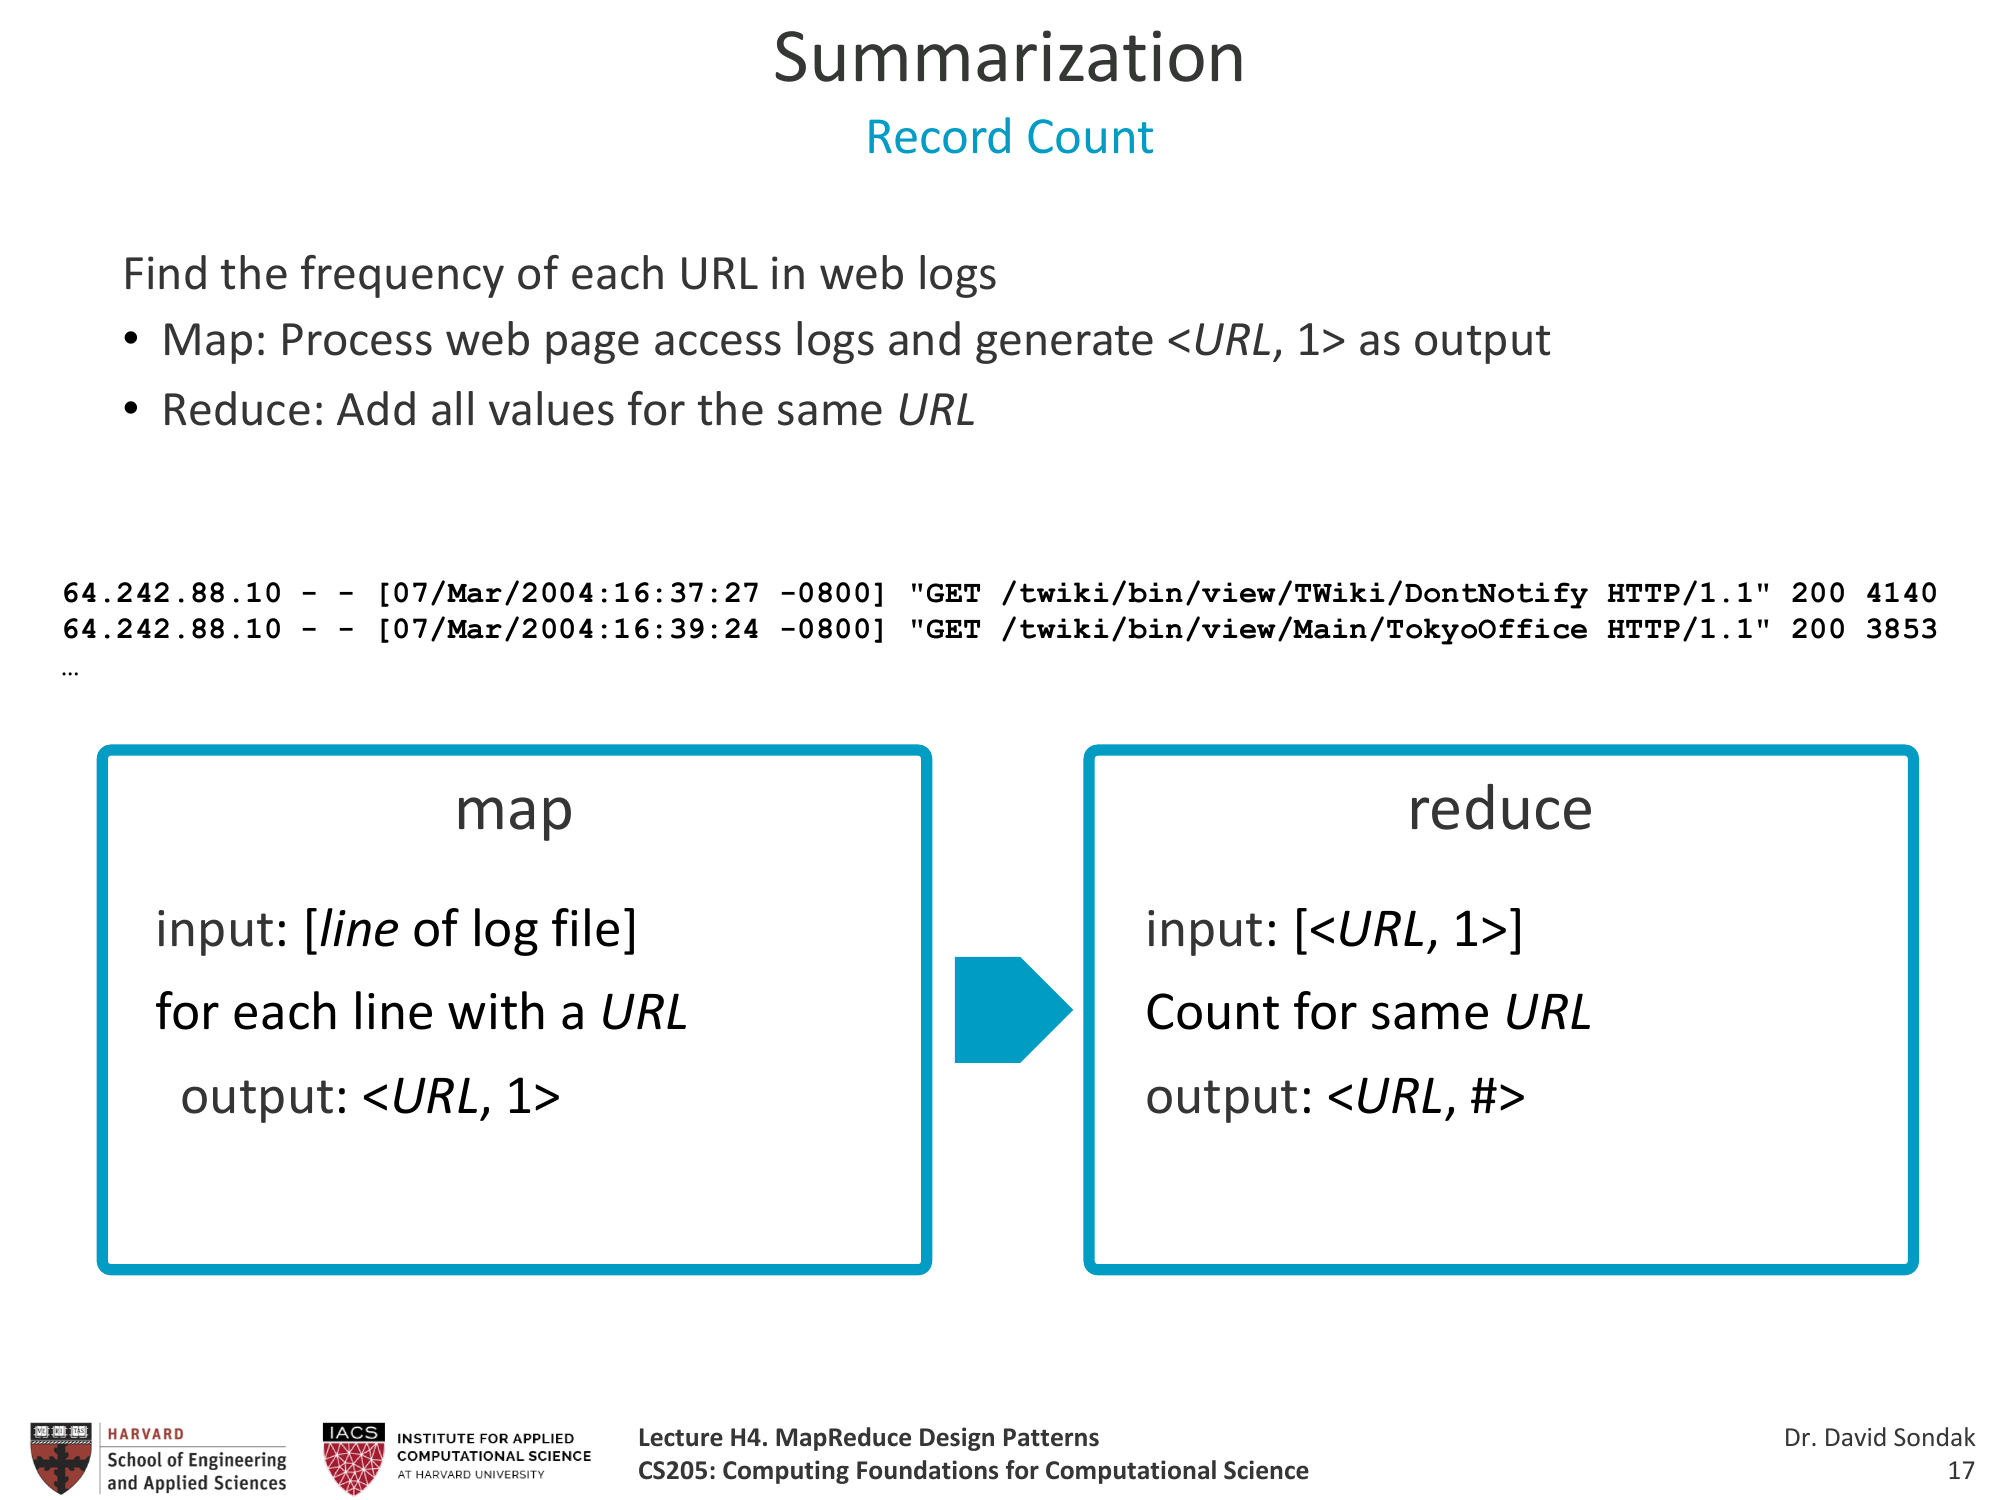 Summarization
Record Count
Find the frequency of each URL in web logs
• Map: Process web page access logs and generate <URL, 1> as output
• Reduce: Add all values for the same URL
64.242.88.10 - - [07/Mar/2004:16:37:27 -0800] "GET /twiki/bin/view/TWiki/DontNotify HTTP/1.1" 200 4140
64.242.88.10 - - [07/Mar/2004:16:39:24 -0800] "GET /twiki/bin/view/Main/TokyoOffice HTTP/1.1" 200 3853
…
map
input: [line of log file]
for each line with a URL
output: <URL, 1>
reduce
input: [<URL, 1>]
Count for same URL
output: <URL, #>
HARVARD
School of Engineering
and Applied Sciences
IACS
INSTITUTE FOR APPLIED
COMPUTATIONAL SCIENCE
AT HARVARD UNIVERSITY
Lecture H4. MapReduce Design Patterns
CS205: Computing Foundations for Computational Science
Dr. David Sondak
17